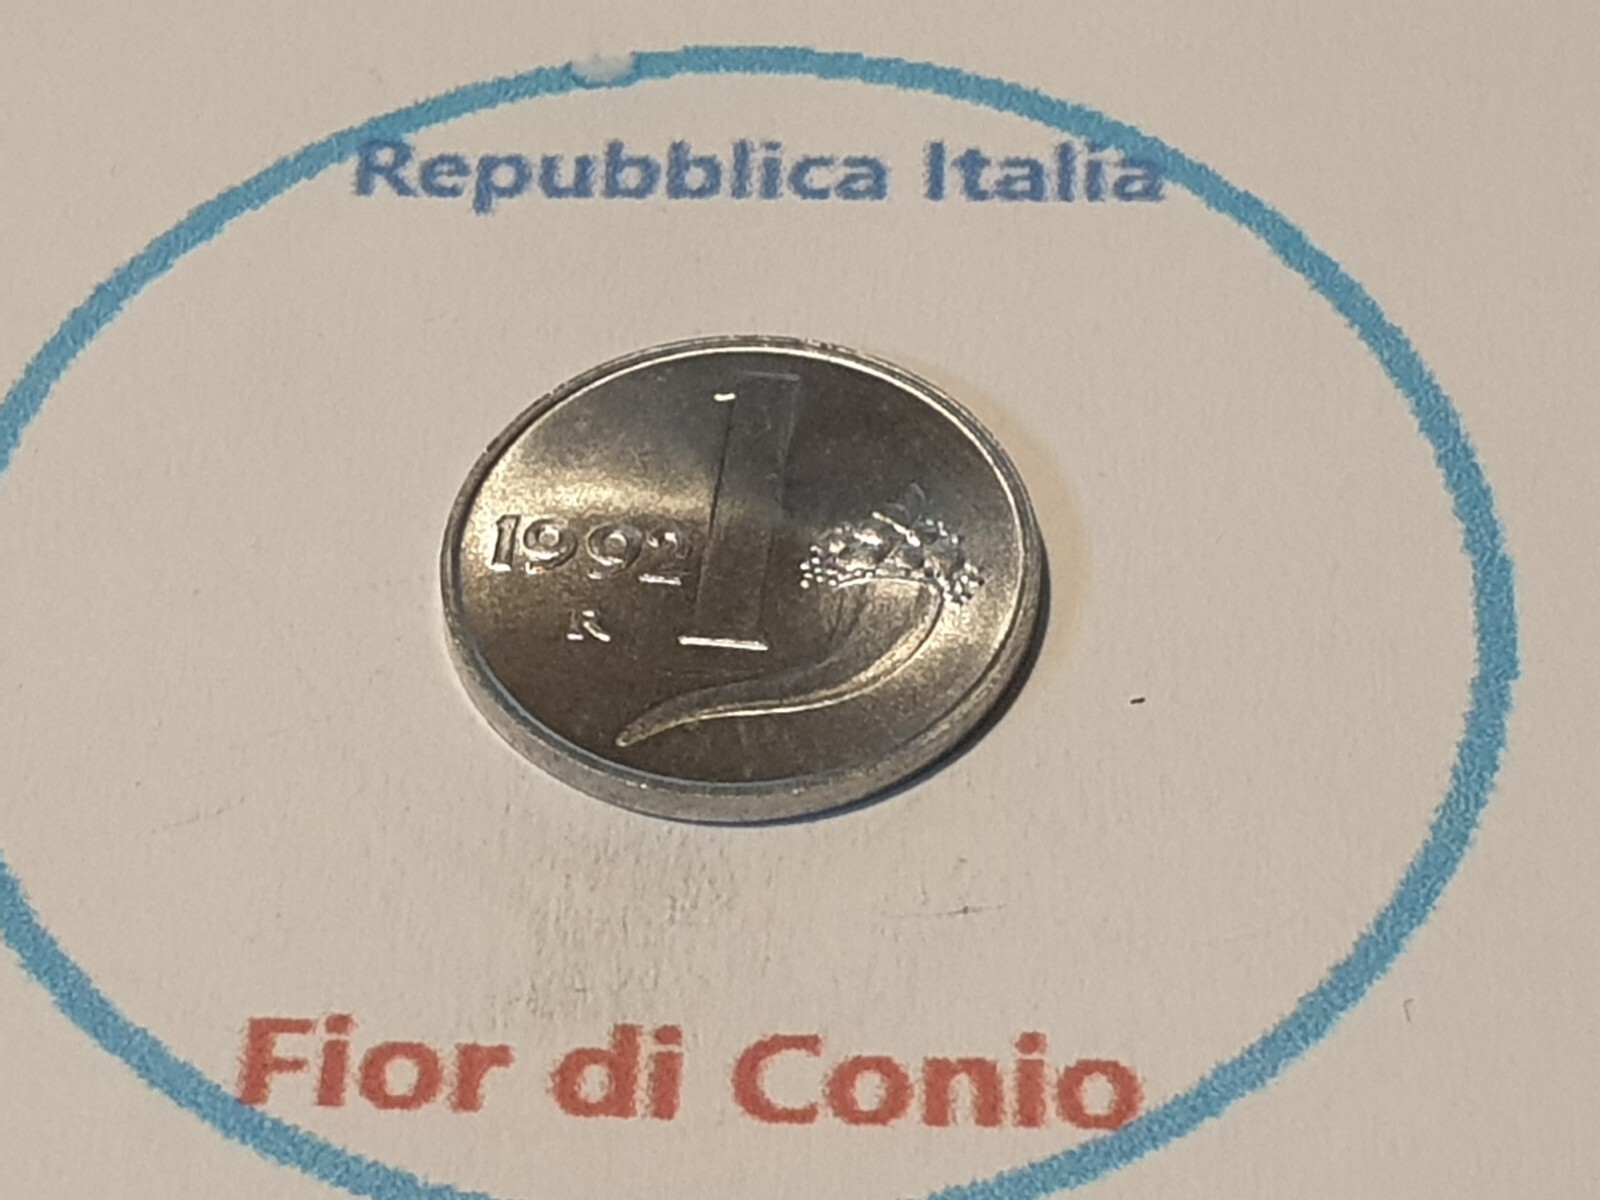 Repubblica Italia
1
1992
R
Fior di Conio